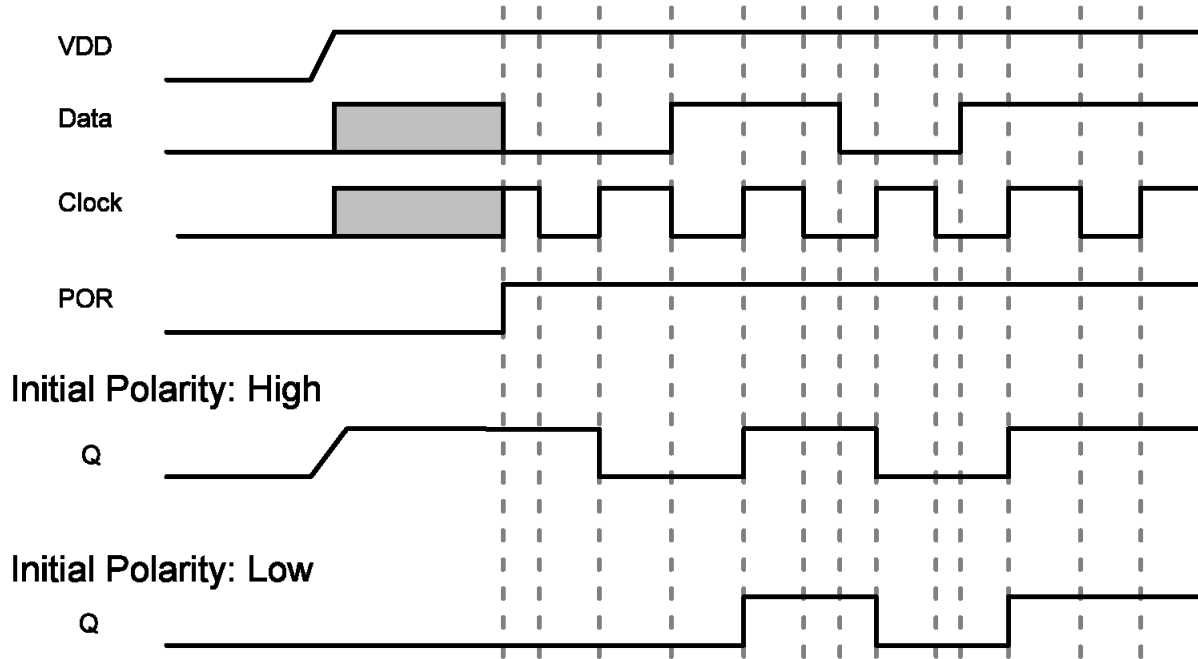 VDD
Data
Clock
POR
Initial Polarity: High
Q
Initial Polarity: Low
Q